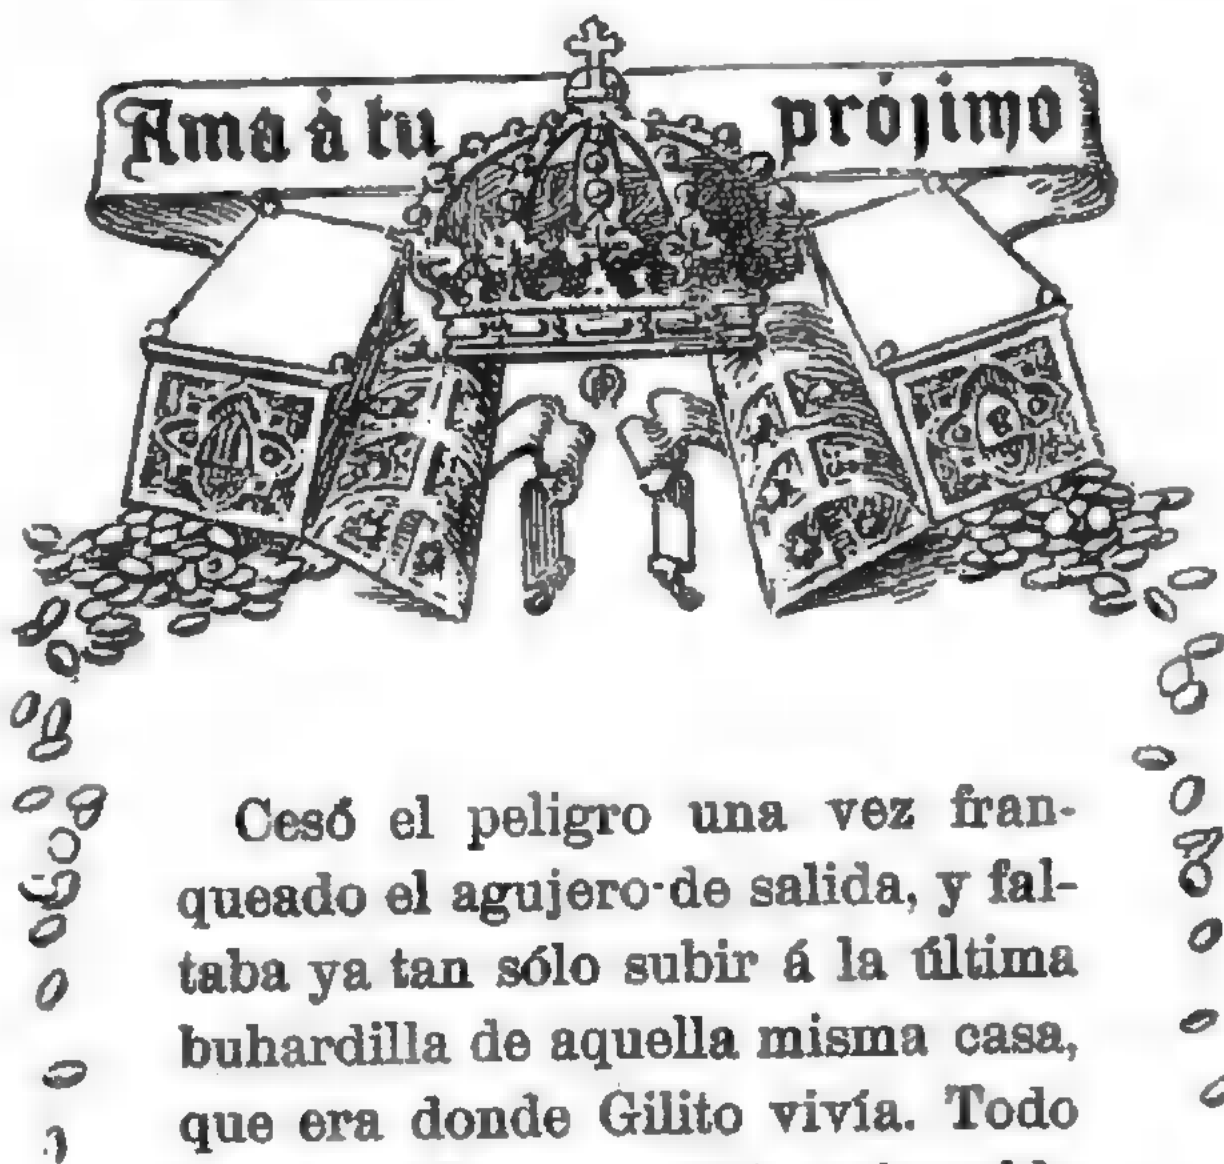 Ama à tu prójimo
Cesó el peligro una vez fran-
queado el agujero de salida, y fal-
taba ya tan sólo subir á la última
buhardilla de aquella misma casa,
que era donde Gilito vivía. Todo